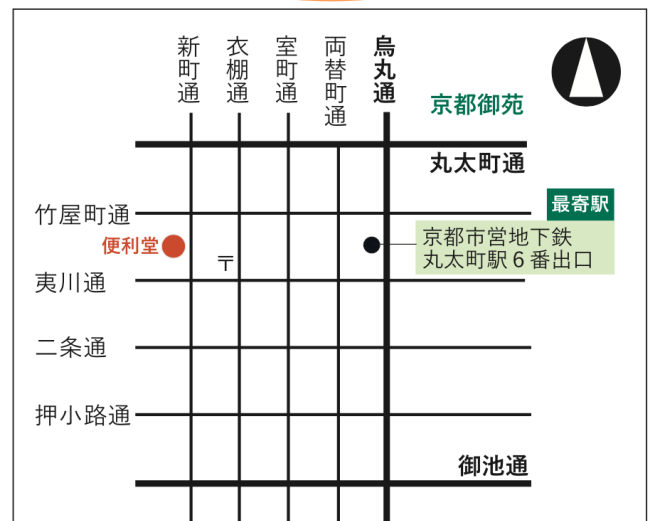 新町通
衣棚通
室町通
両替町通
烏丸通
京都御苑
丸太町通
竹屋町通
最寄駅
便利堂
京都市営地下鉄
丸太町駅6番出口
〒
夷川通
二条通
押小路通
御池通